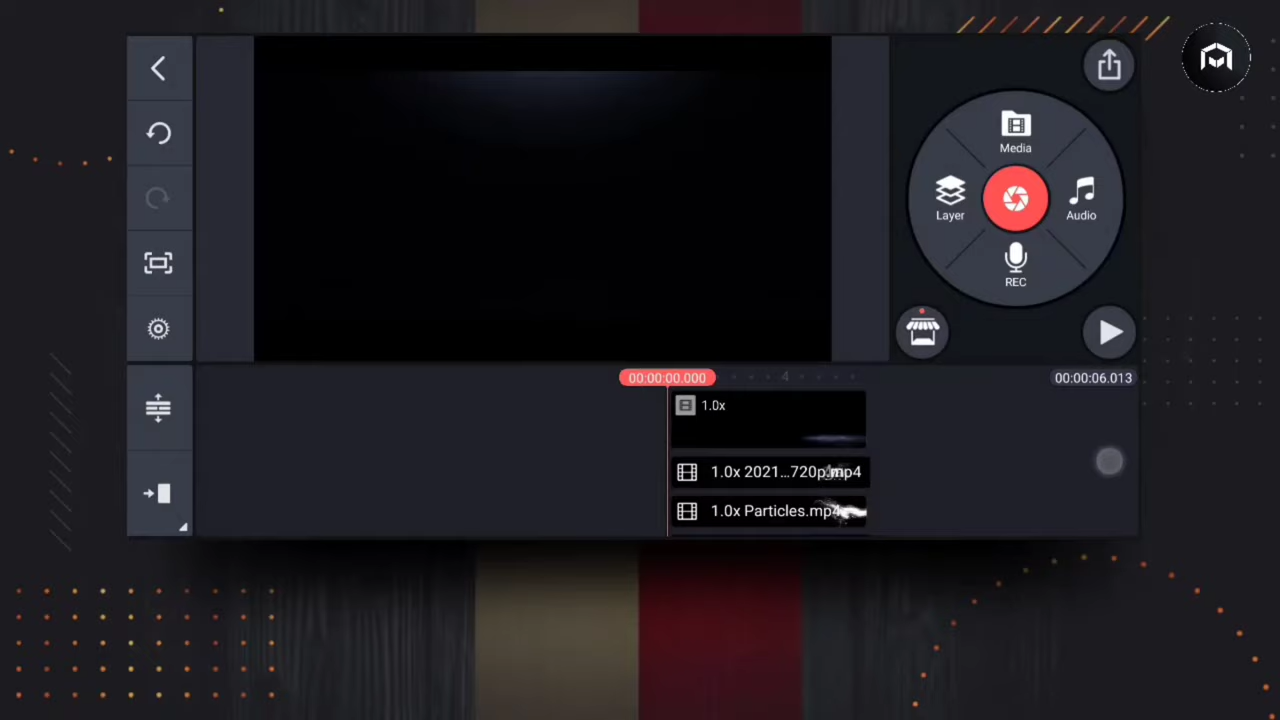 Media
Layer
Audio
REC
00:00:00.000
4
00:00:06.013
1.0x
1.0x 2021...720p.mp4
1.0x Particles.mp4